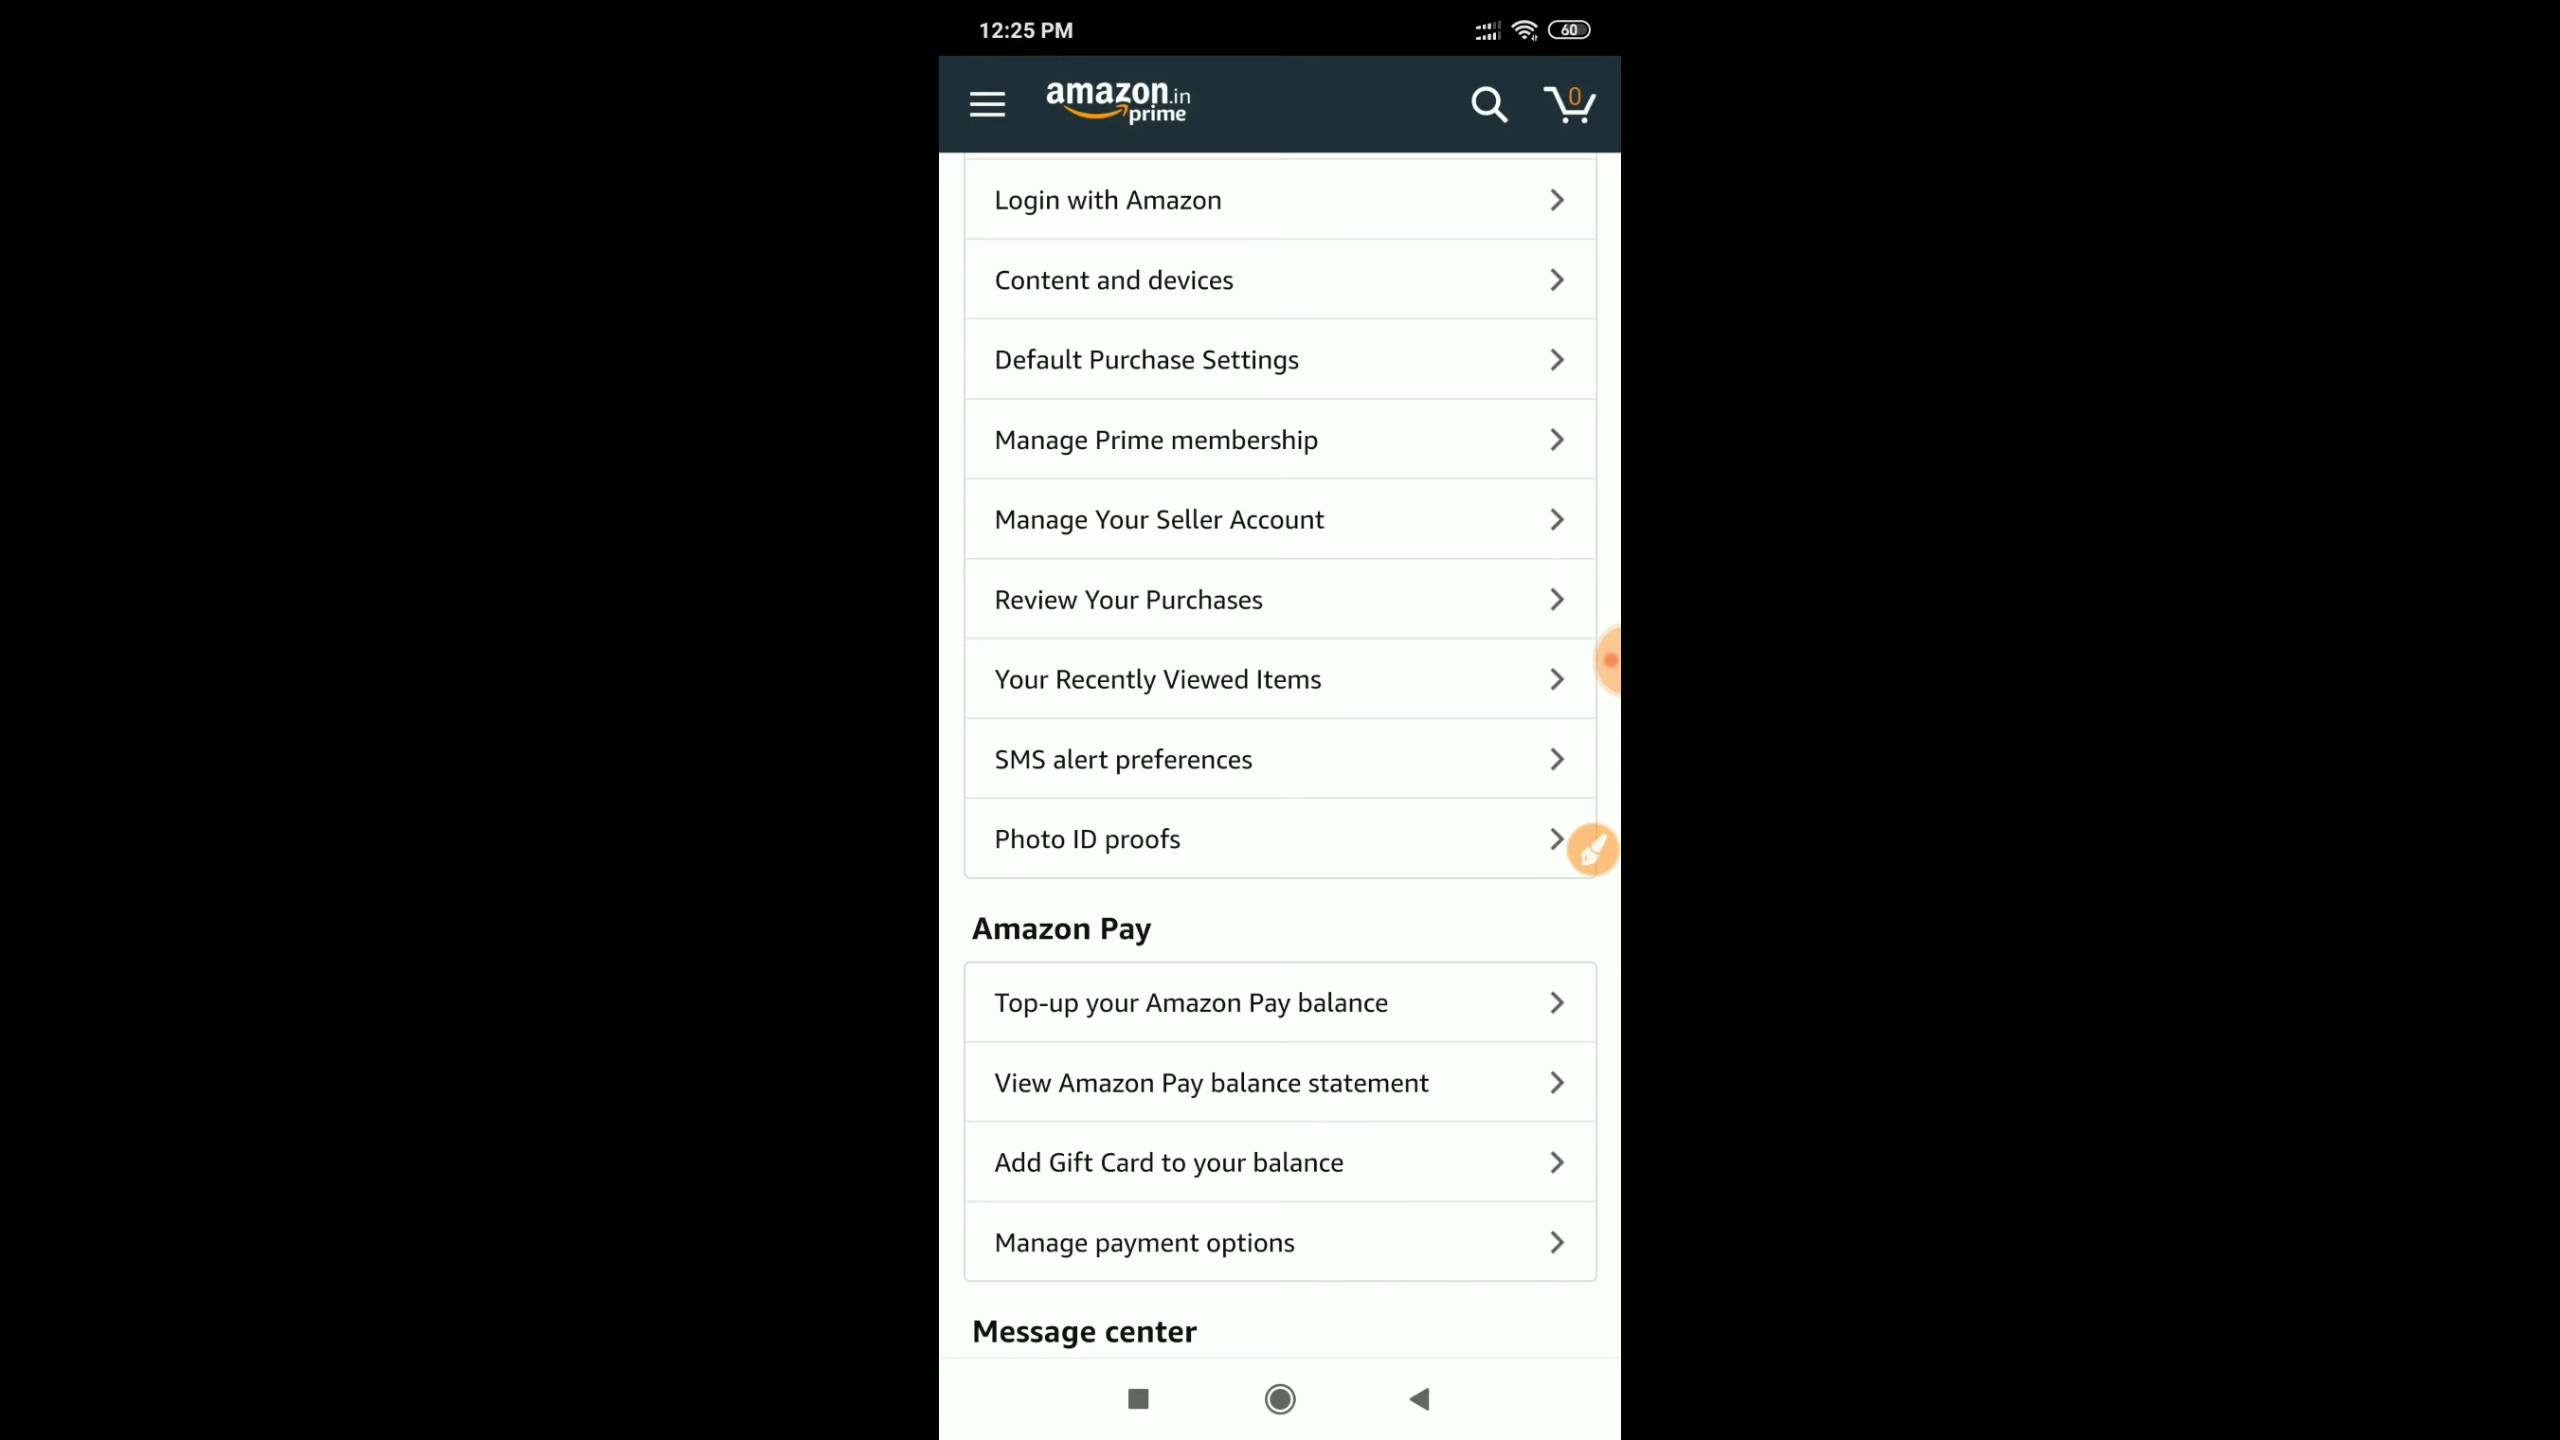 12:25 PM
60
amazon.in
prime
0
Login with Amazon
Content and devices
Default Purchase Settings
Manage Prime membership
Manage Your Seller Account
Review Your Purchases
Your Recently Viewed Items
SMS alert preferences
Photo ID proofs
Amazon Pay
Top-up your Amazon Pay balance
View Amazon Pay balance statement
Add Gift Card to your balance
Manage payment options
Message center